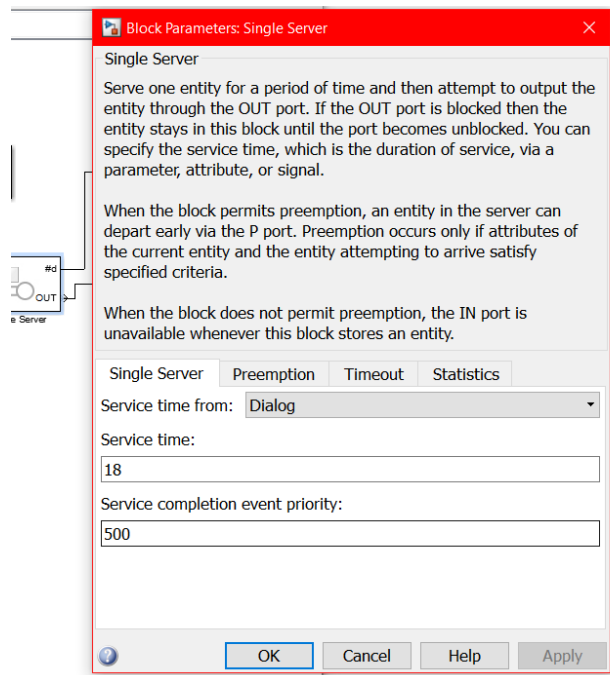 Block Parameters: Single Server
Single Server
Serve one entity for a period of time and then attempt to output the
entity through the OUT port. If the OUT port is blocked then the
entity stays in this block until the port becomes unblocked. You can
specify the service time, which is the duration of service, via a
parameter, attribute, or signal.
When the block permits preemption, an entity in the server can
depart early via the P port. Preemption occurs only if attributes of
the current entity and the entity attempting to arrive satisfy
specified criteria.
#d
OUT
e Server
When the block does not permit preemption, the IN port is
unavailable whenever this block stores an entity.
Single Server Preemption Timeout Statistics
Service time from: Dialog
Service time:
18
Service completion event priority:
500
OK Cancel Help Apply